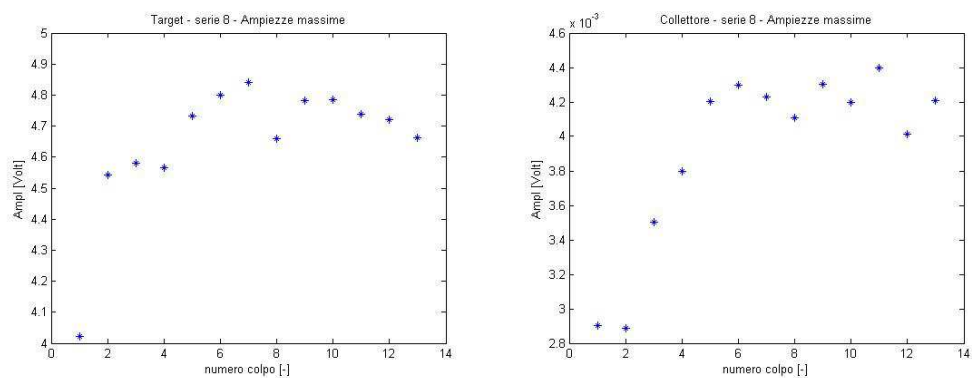 Target - serie 8 - Ampiezze massime
5
4.9
4.8
4.7
4.6
4.5
4.4
4.3
4.2
4.1
4
Ampl [Volt]
0 2 4 6 8 10 12 14
numero colpo [-]
x 10⁻³
Collettore - serie 8 - Ampiezze massime
4.6
4.4
4.2
4
3.8
3.6
3.4
3.2
3
2.8
Ampl [Volt]
0 2 4 6 8 10 12 14
numero colpo [-]